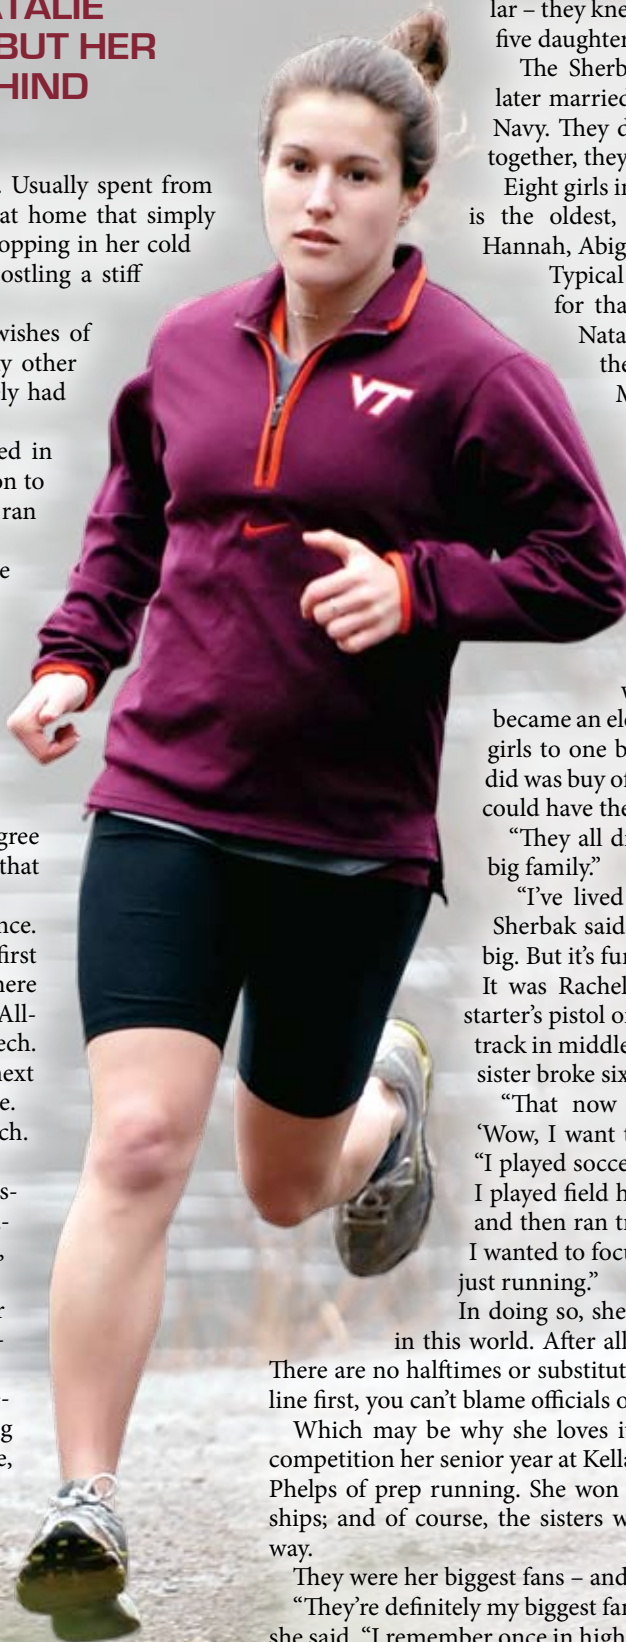 ATALIE
BUT HER
HIND
. Usually spent from
at home that simply
opping in her cold
ostling a stiff
wishes of
y other
ly had
ed in
on to
ran
e
gree
that
nce.
first
here
All-
ech.
next
e.
ch.
s-
-
,
r
-
-
g
e,
VT
lar – they knew
five daughter
The Sherb
later married
Navy. They d
together, they
Eight girls in
is the oldest,
Hannah, Abig
Typical
for tha
Nata
the
M
became an ele
girls to one b
did was buy of
could have the
“They all di
big family.”
“I’ve lived
Sherbak said
big. But it’s fun
It was Rachel
starter’s pistol on
track in middle
sister broke six
“That now
‘Wow, I want t
“I played socce
I played field h
and then ran tr
I wanted to focu
just running.”
In doing so, she
in this world. After all
There are no halftimes or substitut
line first, you can’t blame officials o
Which may be why she loves it
competition her senior year at Kella
Phelps of prep running. She won
ships; and of course, the sisters w
way.
They were her biggest fans – and
“They’re definitely my biggest fan
she said. “I remember once in high